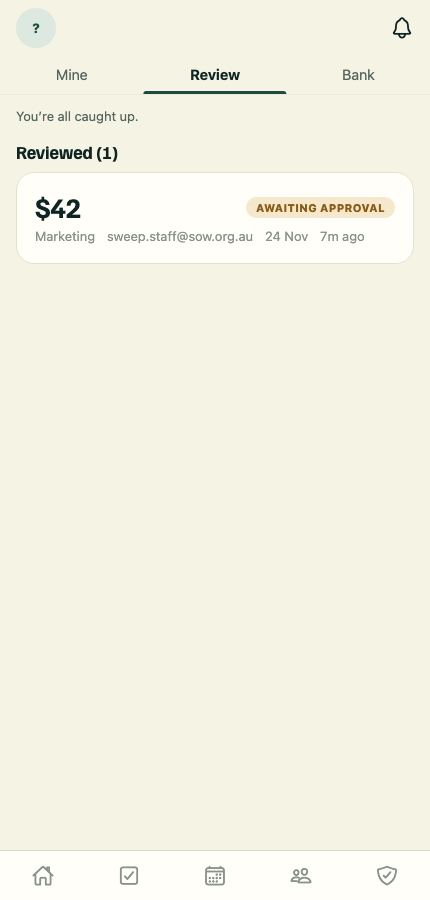 ?
Mine Review Bank
You're all caught up.
Reviewed (1)
$42 AWAITING APPROVAL
Marketing sweep.staff@sow.org.au 24 Nov 7m ago